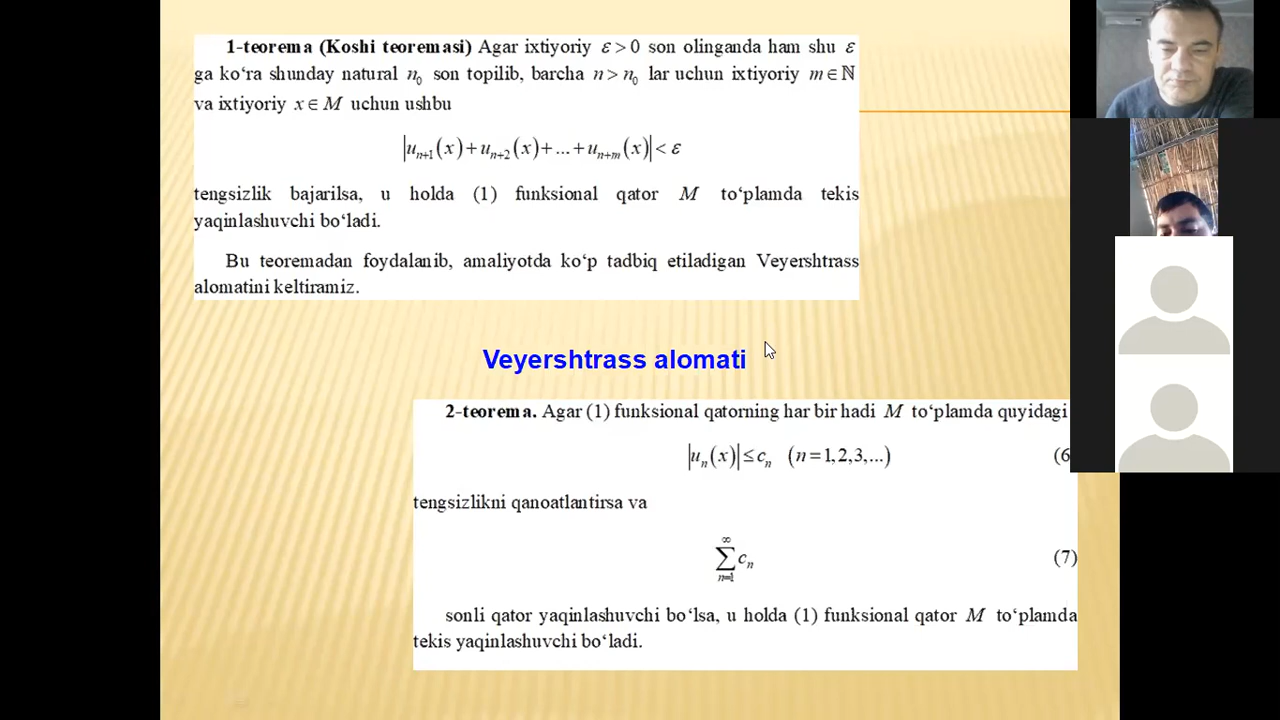 1-teorema (Koshi teoremasi) Agar ixtiyoriy ε > 0 son olinganda ham shu ε
ga ko‘ra shunday natural n₀ son topilib, barcha n > n₀ lar uchun ixtiyoriy m ∈ ℕ
va ixtiyoriy x ∈ M uchun ushbu
|uₙ₊₁(x) + uₙ₊₂(x) + ... + uₙ₊ₘ(x)| < ε
tengsizlik bajarilsa, u holda (1) funksional qator M to‘plamda tekis
yaqinlashuvchi bo‘ladi.
Bu teoremadan foydalanib, amaliyotda ko‘p tadbiq etiladigan Veyershtrass
alomatini keltiramiz.
Veyershtrass alomati
2-teorema. Agar (1) funksional qatorning har bir hadi M to‘plamda quyidagi
|uₙ(x)| ≤ cₙ (n = 1, 2, 3, ...) (6
tengsizlikni qanoatlantirsa va
∞
∑ cₙ (7)
n=1
sonli qator yaqinlashuvchi bo‘lsa, u holda (1) funksional qator M to‘plamda
tekis yaqinlashuvchi bo‘ladi.